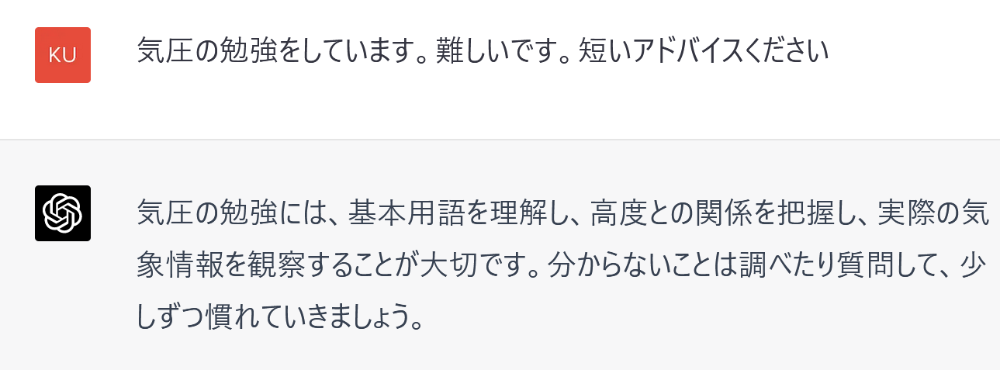 KU
気圧の勉強をしています。難しいです。短いアドバイスください
気圧の勉強には、基本用語を理解し、高度との関係を把握し、実際の気
象情報を観察することが大切です。分からないことは調べたり質問して、少
しずつ慣れていきましょう。